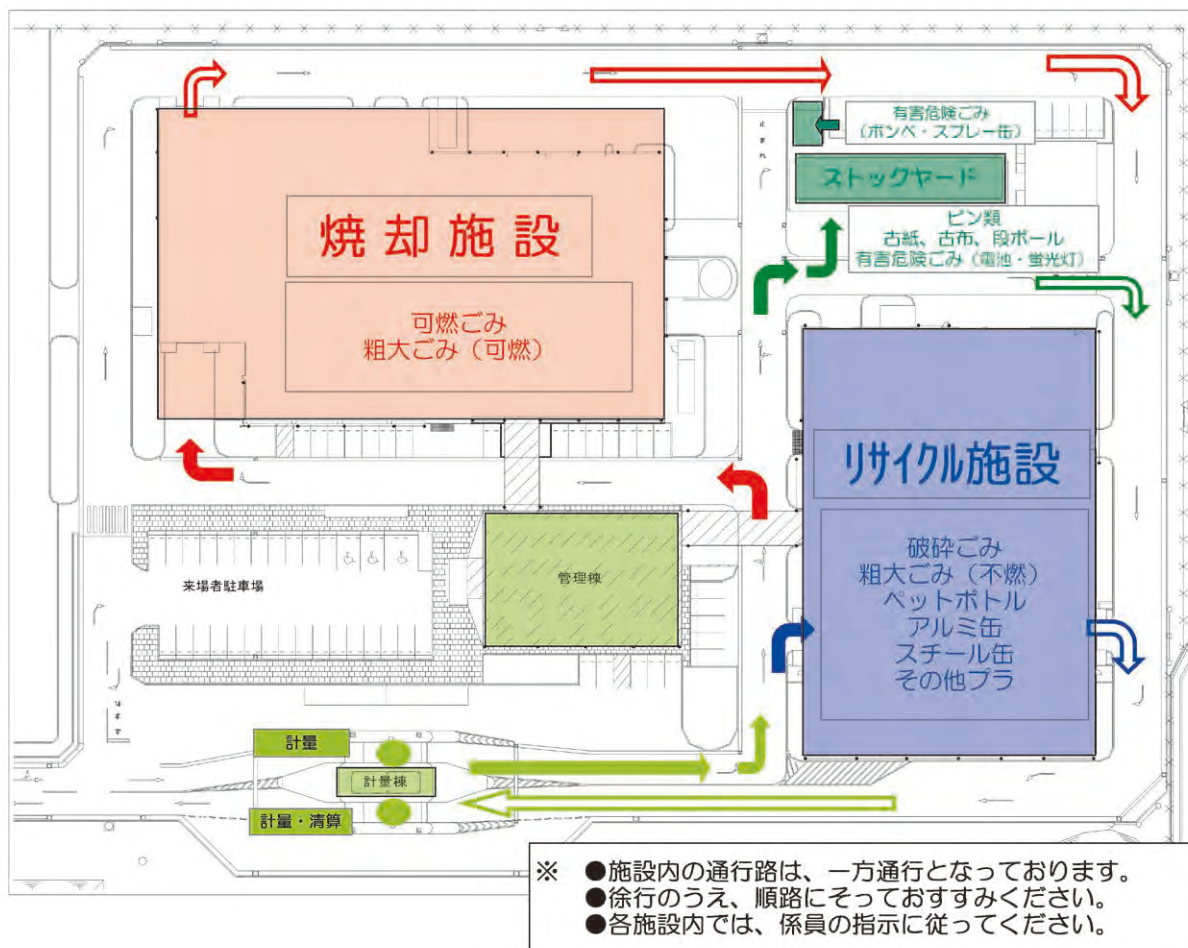 有害危険ごみ
（ボンベ・スプレー缶）
ストックヤード
ビン類
古紙、古布、段ボール
有害危険ごみ（電池・蛍光灯）
焼却施設
可燃ごみ
粗大ごみ（可燃）
止まれ
リサイクル施設
破砕ごみ
粗大ごみ（不燃）
ペットボトル
アルミ缶
スチール缶
その他プラ
管理棟
来場者駐車場
計量
計量棟
計量・清算
※ ●施設内の通行路は、一方通行となっております。
●徐行のうえ、順路にそっておすすみください。
●各施設内では、係員の指示に従ってください。